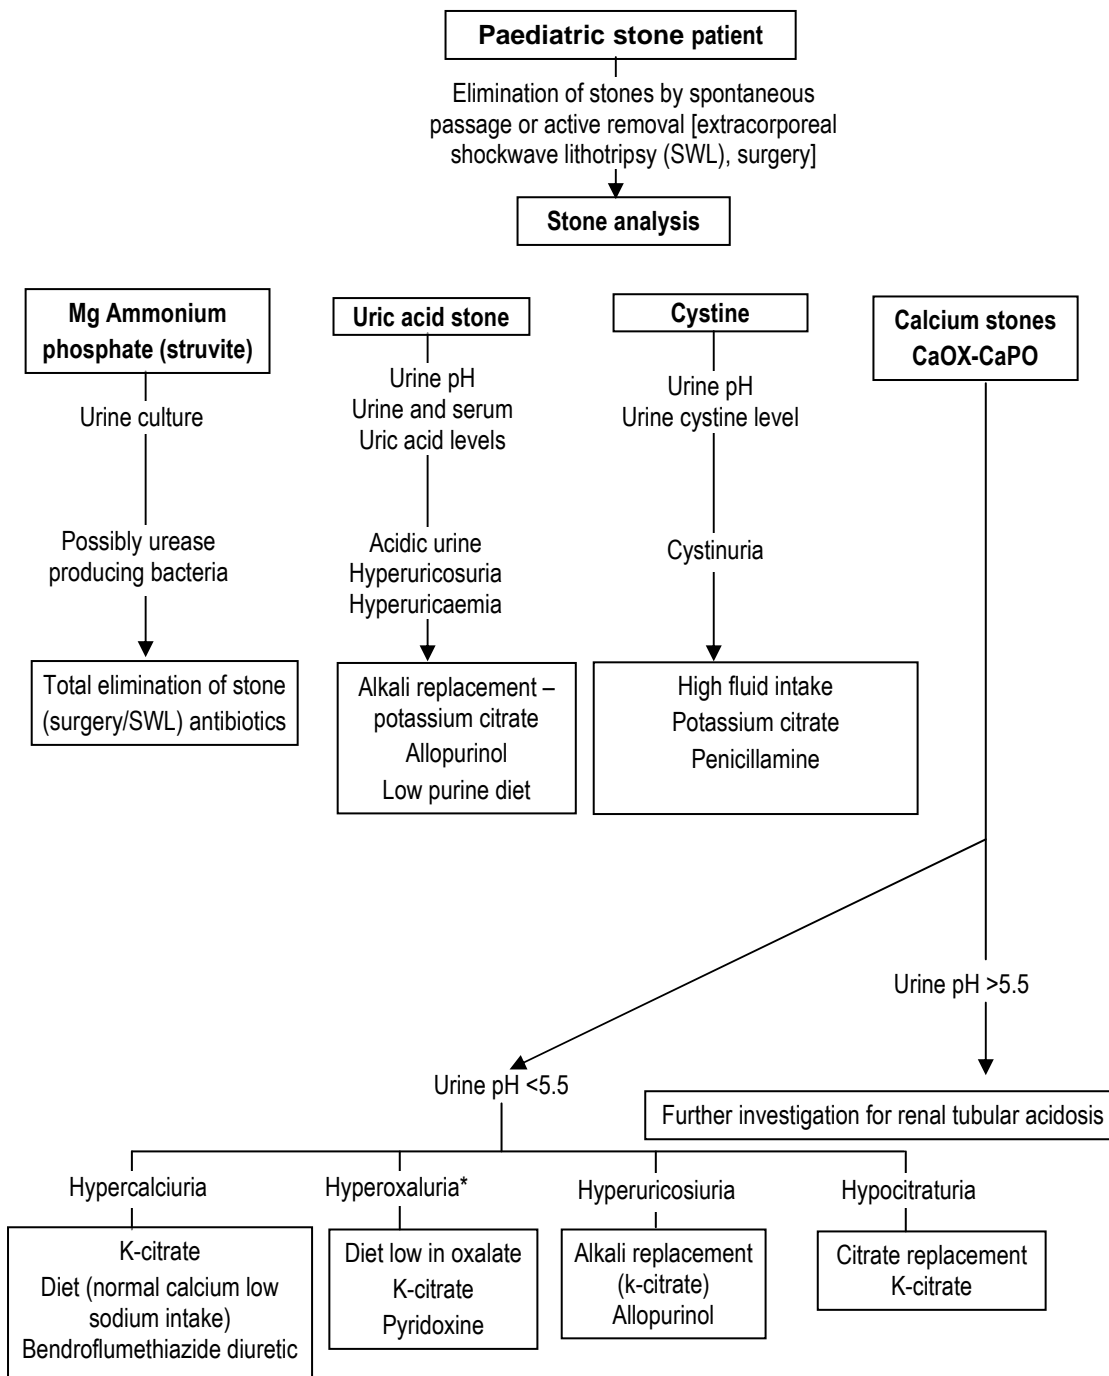 Paediatric stone patient
Elimination of stones by spontaneous
passage or active removal [extracorporeal
shockwave lithotripsy (SWL), surgery]
Stone analysis
Mg Ammonium
phosphate (struvite)
Urine culture
Possibly urease
producing bacteria
Total elimination of stone
(surgery/SWL) antibiotics
Uric acid stone
Urine pH
Urine and serum
Uric acid levels
Acidic urine
Hyperuricosuria
Hyperuricaemia
Alkali replacement –
potassium citrate
Allopurinol
Low purine diet
Cystine
Urine pH
Urine cystine level
Cystinuria
High fluid intake
Potassium citrate
Penicillamine
Calcium stones
CaOX-CaPO
Urine pH >5.5
Further investigation for renal tubular acidosis
Urine pH <5.5
Hypercalciuria
K-citrate
Diet (normal calcium low
sodium intake)
Bendroflumethiazide diuretic
Hyperoxaluria*
Diet low in oxalate
K-citrate
Pyridoxine
Hyperuricosiuria
Alkali replacement
(k-citrate)
Allopurinol
Hypocitraturia
Citrate replacement
K-citrate